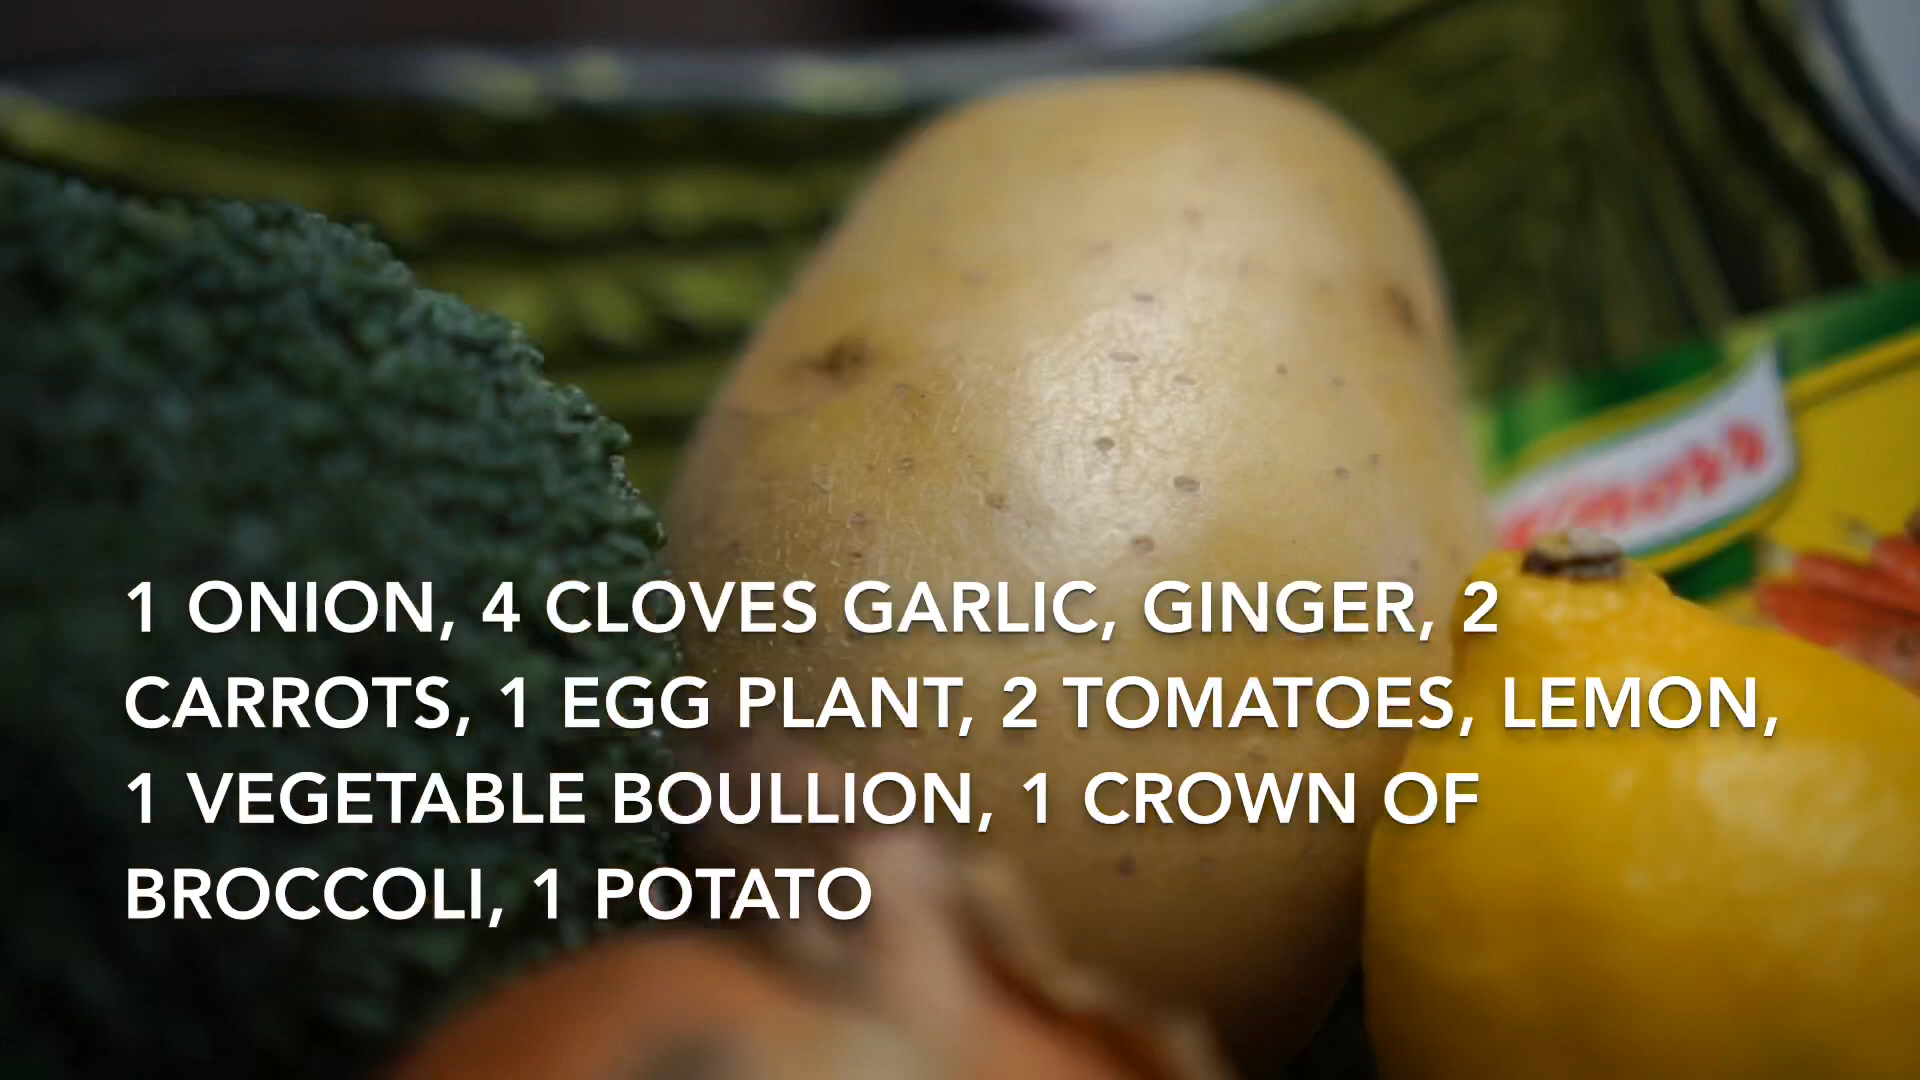 1 ONION, 4 CLOVES GARLIC, GINGER, 2
CARROTS, 1 EGG PLANT, 2 TOMATOES, LEMON,
1 VEGETABLE BOULLION, 1 CROWN OF
BROCCOLI, 1 POTATO
Knorr